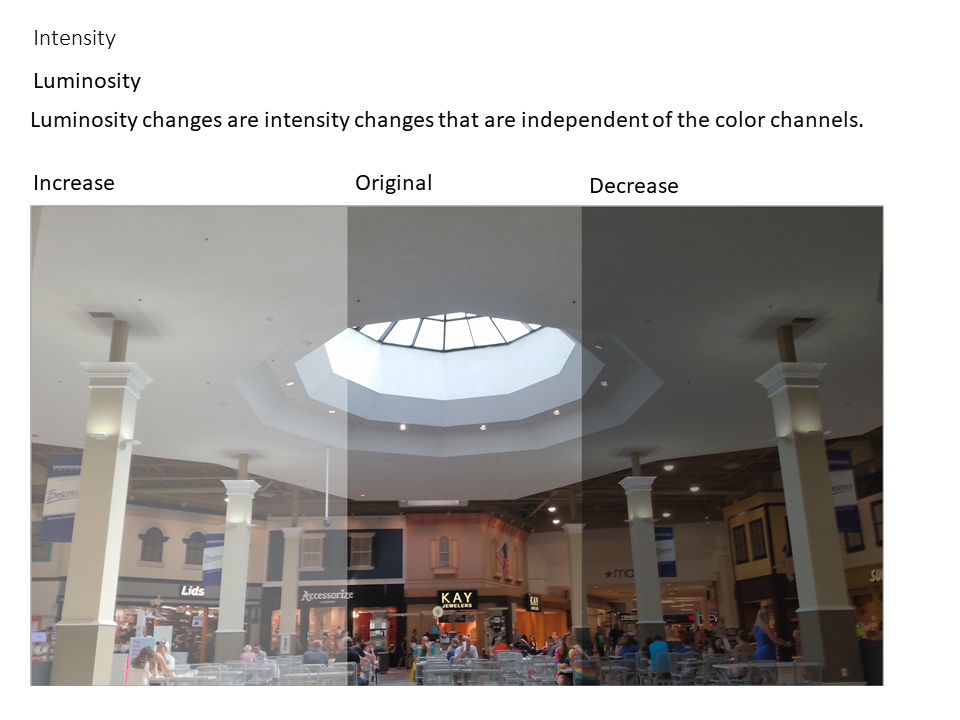 Intensity
Luminosity
Luminosity changes are intensity changes that are independent of the color channels.
Increase
Original
Decrease
Lids
Accessorize
KAY
JEWELERS
KAY